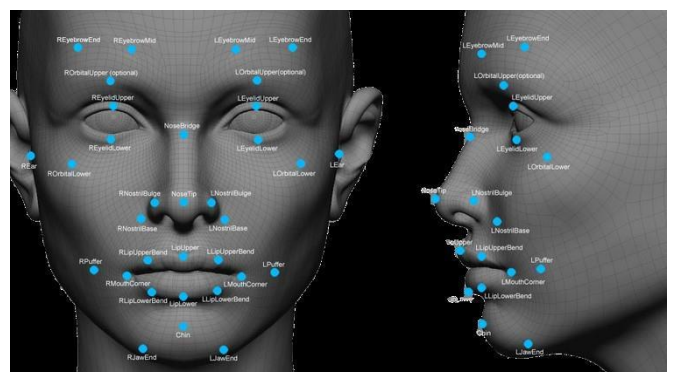 REyebrowEnd
REyebrowMid
LEyebrowMid
LEyebrowEnd
ROrbitalUpper (optional)
LOrbitalUpper(optional)
REyelidUpper
LEyelidUpper
NoseBridge
REyelidLower
LEyelidLower
REar
LEar
ROrbitalLower
LOrbitalLower
RNostrilBulge
NoseTip
LNostrilBulge
RNostrilBase
LNostrilBase
LipUpper
RLipUpperBend
LLipUpperBend
RPuffer
LPuffer
RMouthCorner
LMouthCorner
RLipLowerBend
LLipLowerBend
LipLower
Chin
RJawEnd
LJawEnd
LEyebrowMid
LEyebrowEnd
LOrbitalUpper(optional)
LEyelidUpper
NoseBridge
LEyelidLower
LOrbitalLower
NoseTip
LNostrilBulge
LNostrilBase
LipUpper
LLipUpperBend
LPuffer
LMouthCorner
LLipLowerBend
Chin
LJawEnd